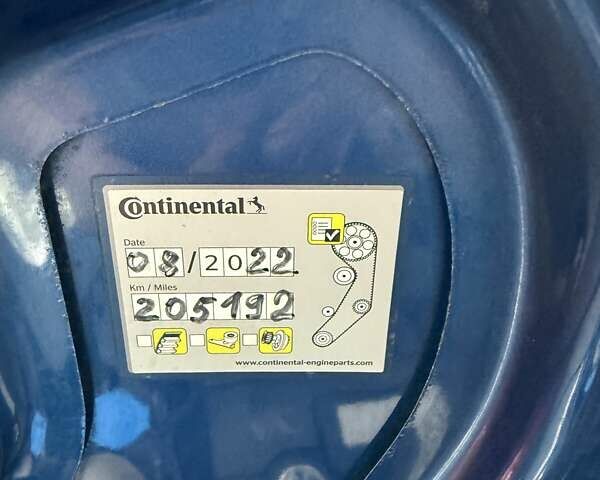 Continental
Date
08/2022
Km / Miles
205192
www.continental-engineparts.com